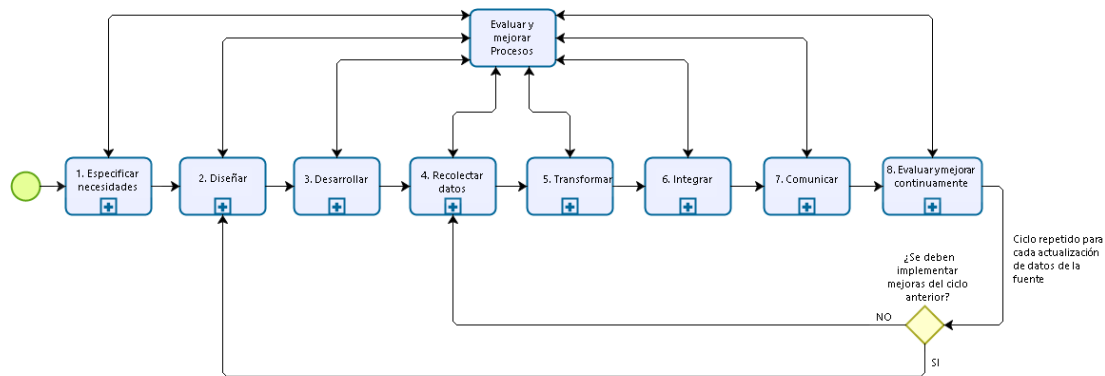 Evaluar y
mejorar
Procesos
1. Especificar
necesidades
2. Diseñar
3. Desarrollar
4. Recolectar
datos
5. Transformar
6. Integrar
7. Comunicar
8. Evaluar y mejorar
continuamente
Ciclo repetido para
cada actualización
de datos de la
fuente
¿Se deben
implementar
mejoras del ciclo
anterior?
NO
SI